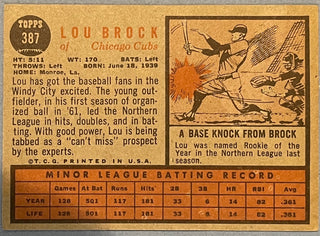 TOPPS
387
LOU BROCK
of Chicago Cubs
HT: 5:11 WT: 170 BATS: Left
THROWS: Left BORN: June 18, 1939
HOME: Monroe, La.
Lou has got the baseball fans in the
Windy City excited. The young out-
fielder, in his first season of organ-
ized ball in '61, led the Northern
League in hits, doubles, and in
batting. With good power, Lou is being
tabbed as a "can't miss" prospect
by the experts.
©T.C.G. PRINTED IN U.S.A.
A BASE KNOCK FROM BROCK
Lou was named Rookie of the
Year in the Northern League last
season.
MINOR LEAGUE BATTING RECORD
Games At Bat Runs Hits 2B 3B HR RBI Avg.
YEAR 128 501 117 181 33 6 14 82 .361
LIFE 128 501 117 181 33 6 14 82 .361